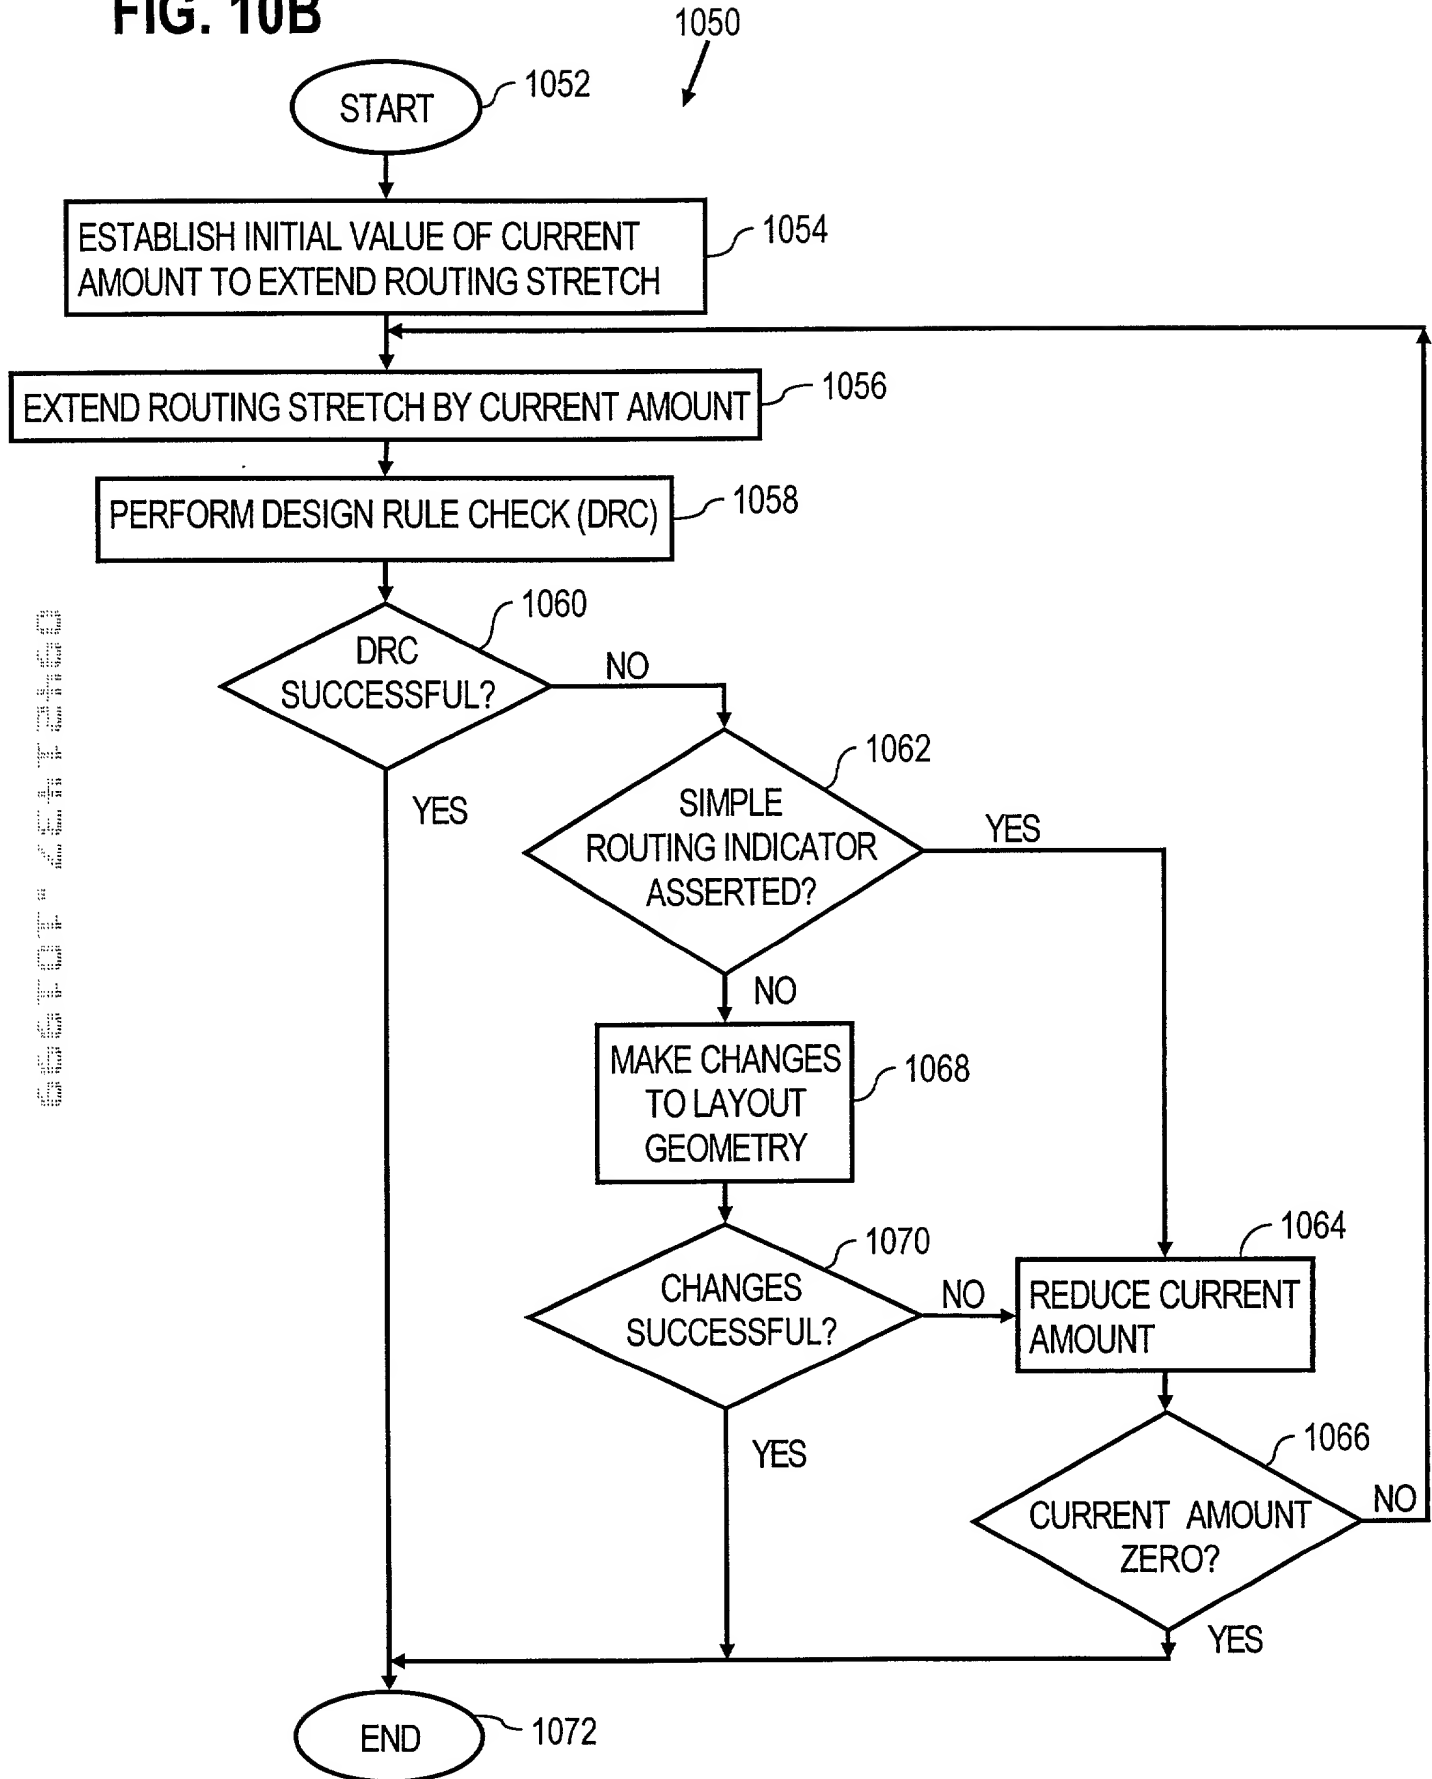 FIG. 10B
1050
START
1052
ESTABLISH INITIAL VALUE OF CURRENT
AMOUNT TO EXTEND ROUTING STRETCH
1054
EXTEND ROUTING STRETCH BY CURRENT AMOUNT
1056
PERFORM DESIGN RULE CHECK (DRC)
1058
DRC
SUCCESSFUL?
1060
NO
YES
SIMPLE
ROUTING INDICATOR
ASSERTED?
1062
YES
NO
MAKE CHANGES
TO LAYOUT
GEOMETRY
1068
CHANGES
SUCCESSFUL?
1070
NO
YES
REDUCE CURRENT
AMOUNT
1064
CURRENT AMOUNT
ZERO?
1066
NO
YES
END
1072
09421437.101999